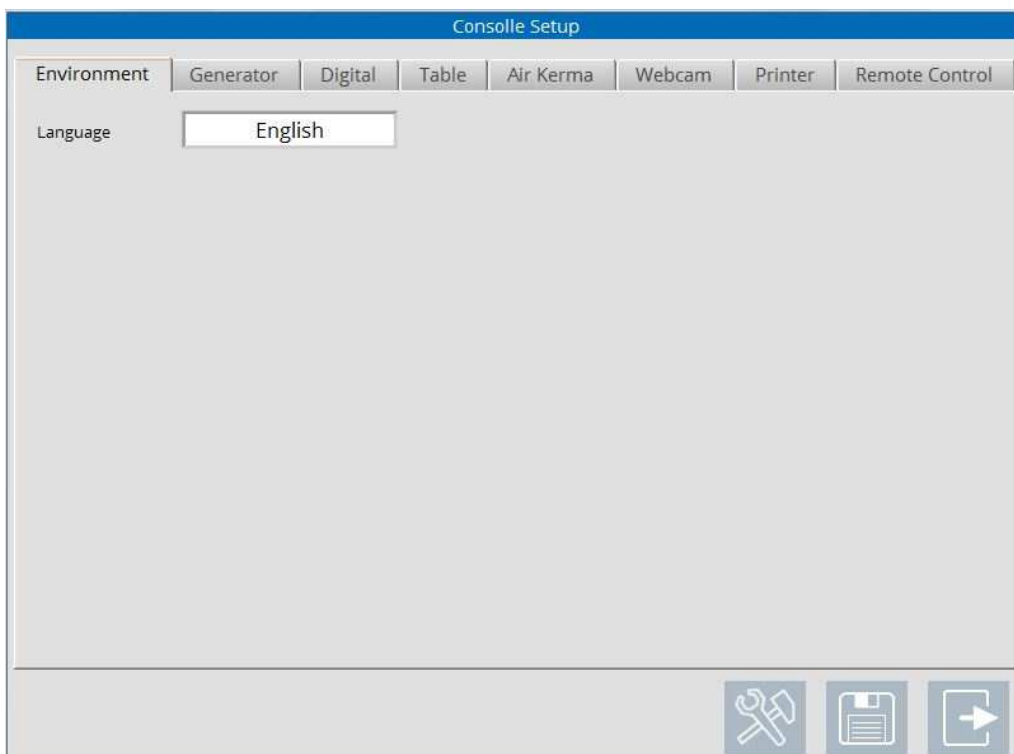 Consolle Setup
Environment Generator Digital Table Air Kerma Webcam Printer Remote Control
Language English